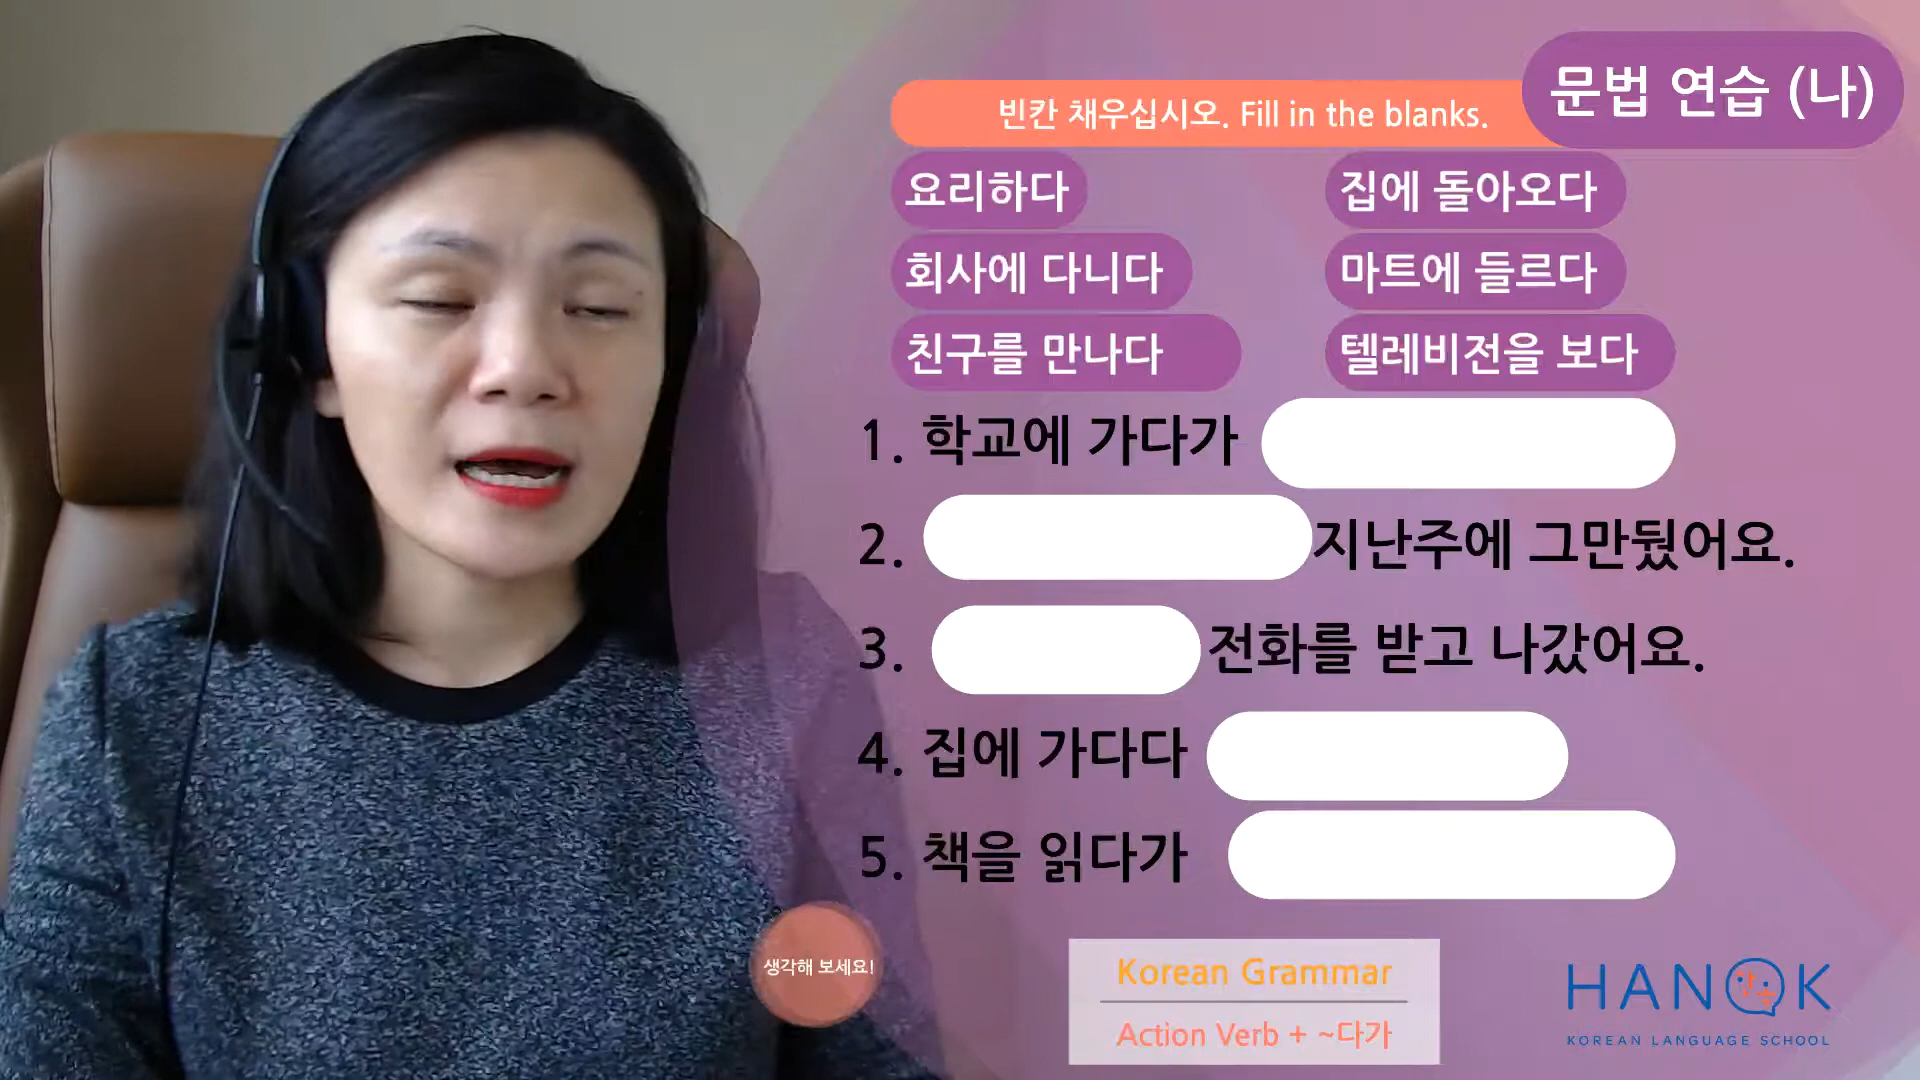 문법 연습 (나)
빈칸 채우십시오. Fill in the blanks.
요리하다
집에 돌아오다
회사에 다니다
마트에 들르다
친구를 만나다
텔레비전을 보다
1. 학교에 가다가
2. 지난주에 그만뒀어요.
3. 전화를 받고 나갔어요.
4. 집에 가다다
5. 책을 읽다가
생각해 보세요!
Korean Grammar
Action Verb + ~다가
HANOK
KOREAN LANGUAGE SCHOOL